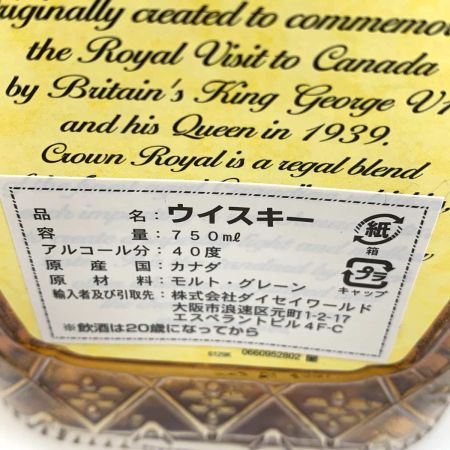 originally created to commemo
the Royal Visit to Canada
by Britain's King George VI
and his Queen in 1939.
Crown Royal is a regal blend
品名：ウイスキー
容量：750㎖
アルコール分：40度
原産国：カナダ
原材料：モルト・グレーン
輸入者及び引取先：株式会社ダイセイワールド
大阪市浪速区元町1-2-17
エスペラントビル4F-C
※飲酒は20歳になってから
紙
箱
プラ
キャップ
G129K 0660952802